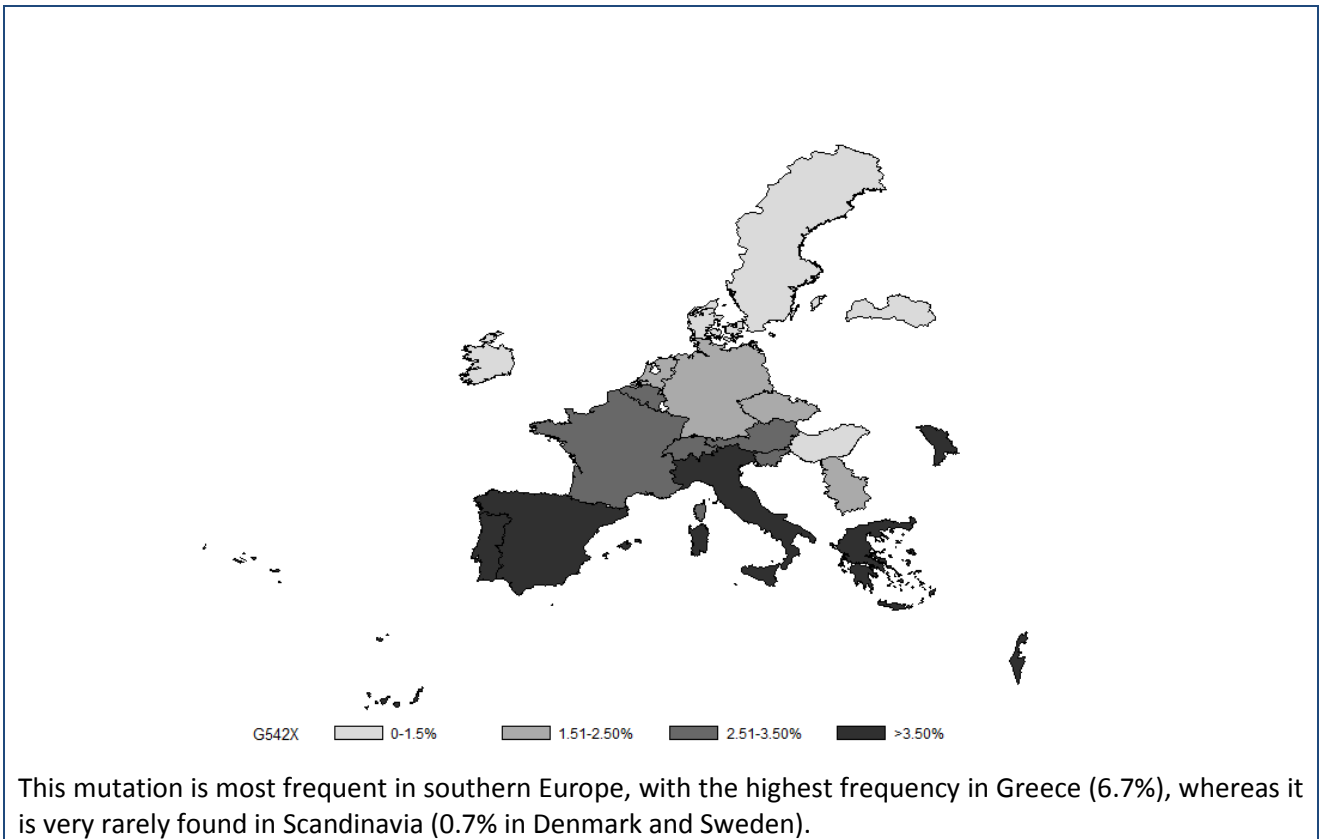 G542X 0-1.5% 1.51-2.50% 2.51-3.50% >3.50%
This mutation is most frequent in southern Europe, with the highest frequency in Greece (6.7%), whereas it
is very rarely found in Scandinavia (0.7% in Denmark and Sweden).